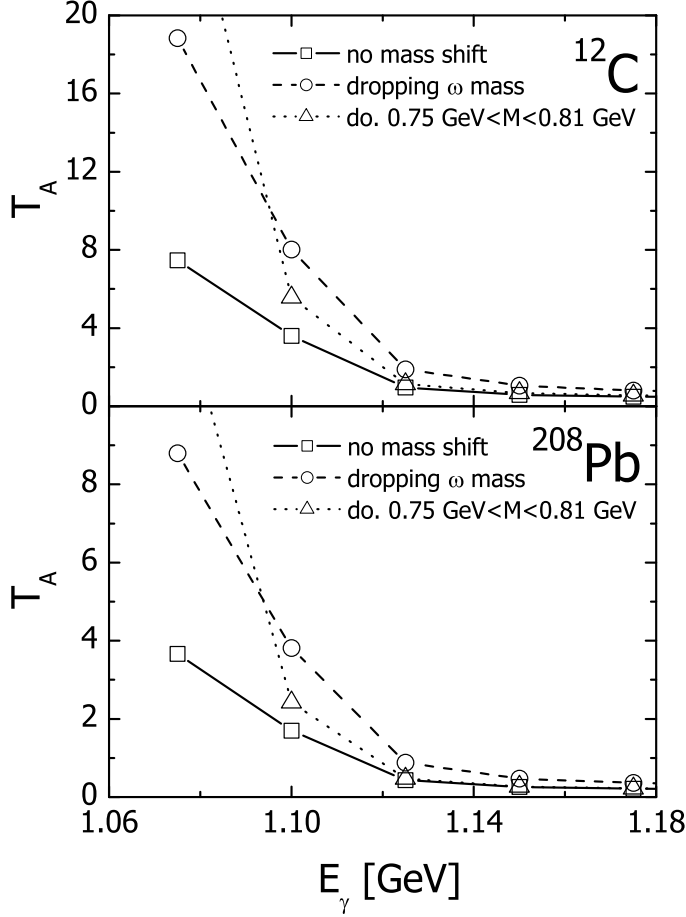 20
16
12
8
4
0
T_A
no mass shift
dropping ω mass
do. 0.75 GeV<M<0.81 GeV
¹²C
8
6
4
2
0
T_A
no mass shift
dropping ω mass
do. 0.75 GeV<M<0.81 GeV
²⁰⁸Pb
1.06 1.10 1.14 1.18
E_γ [GeV]